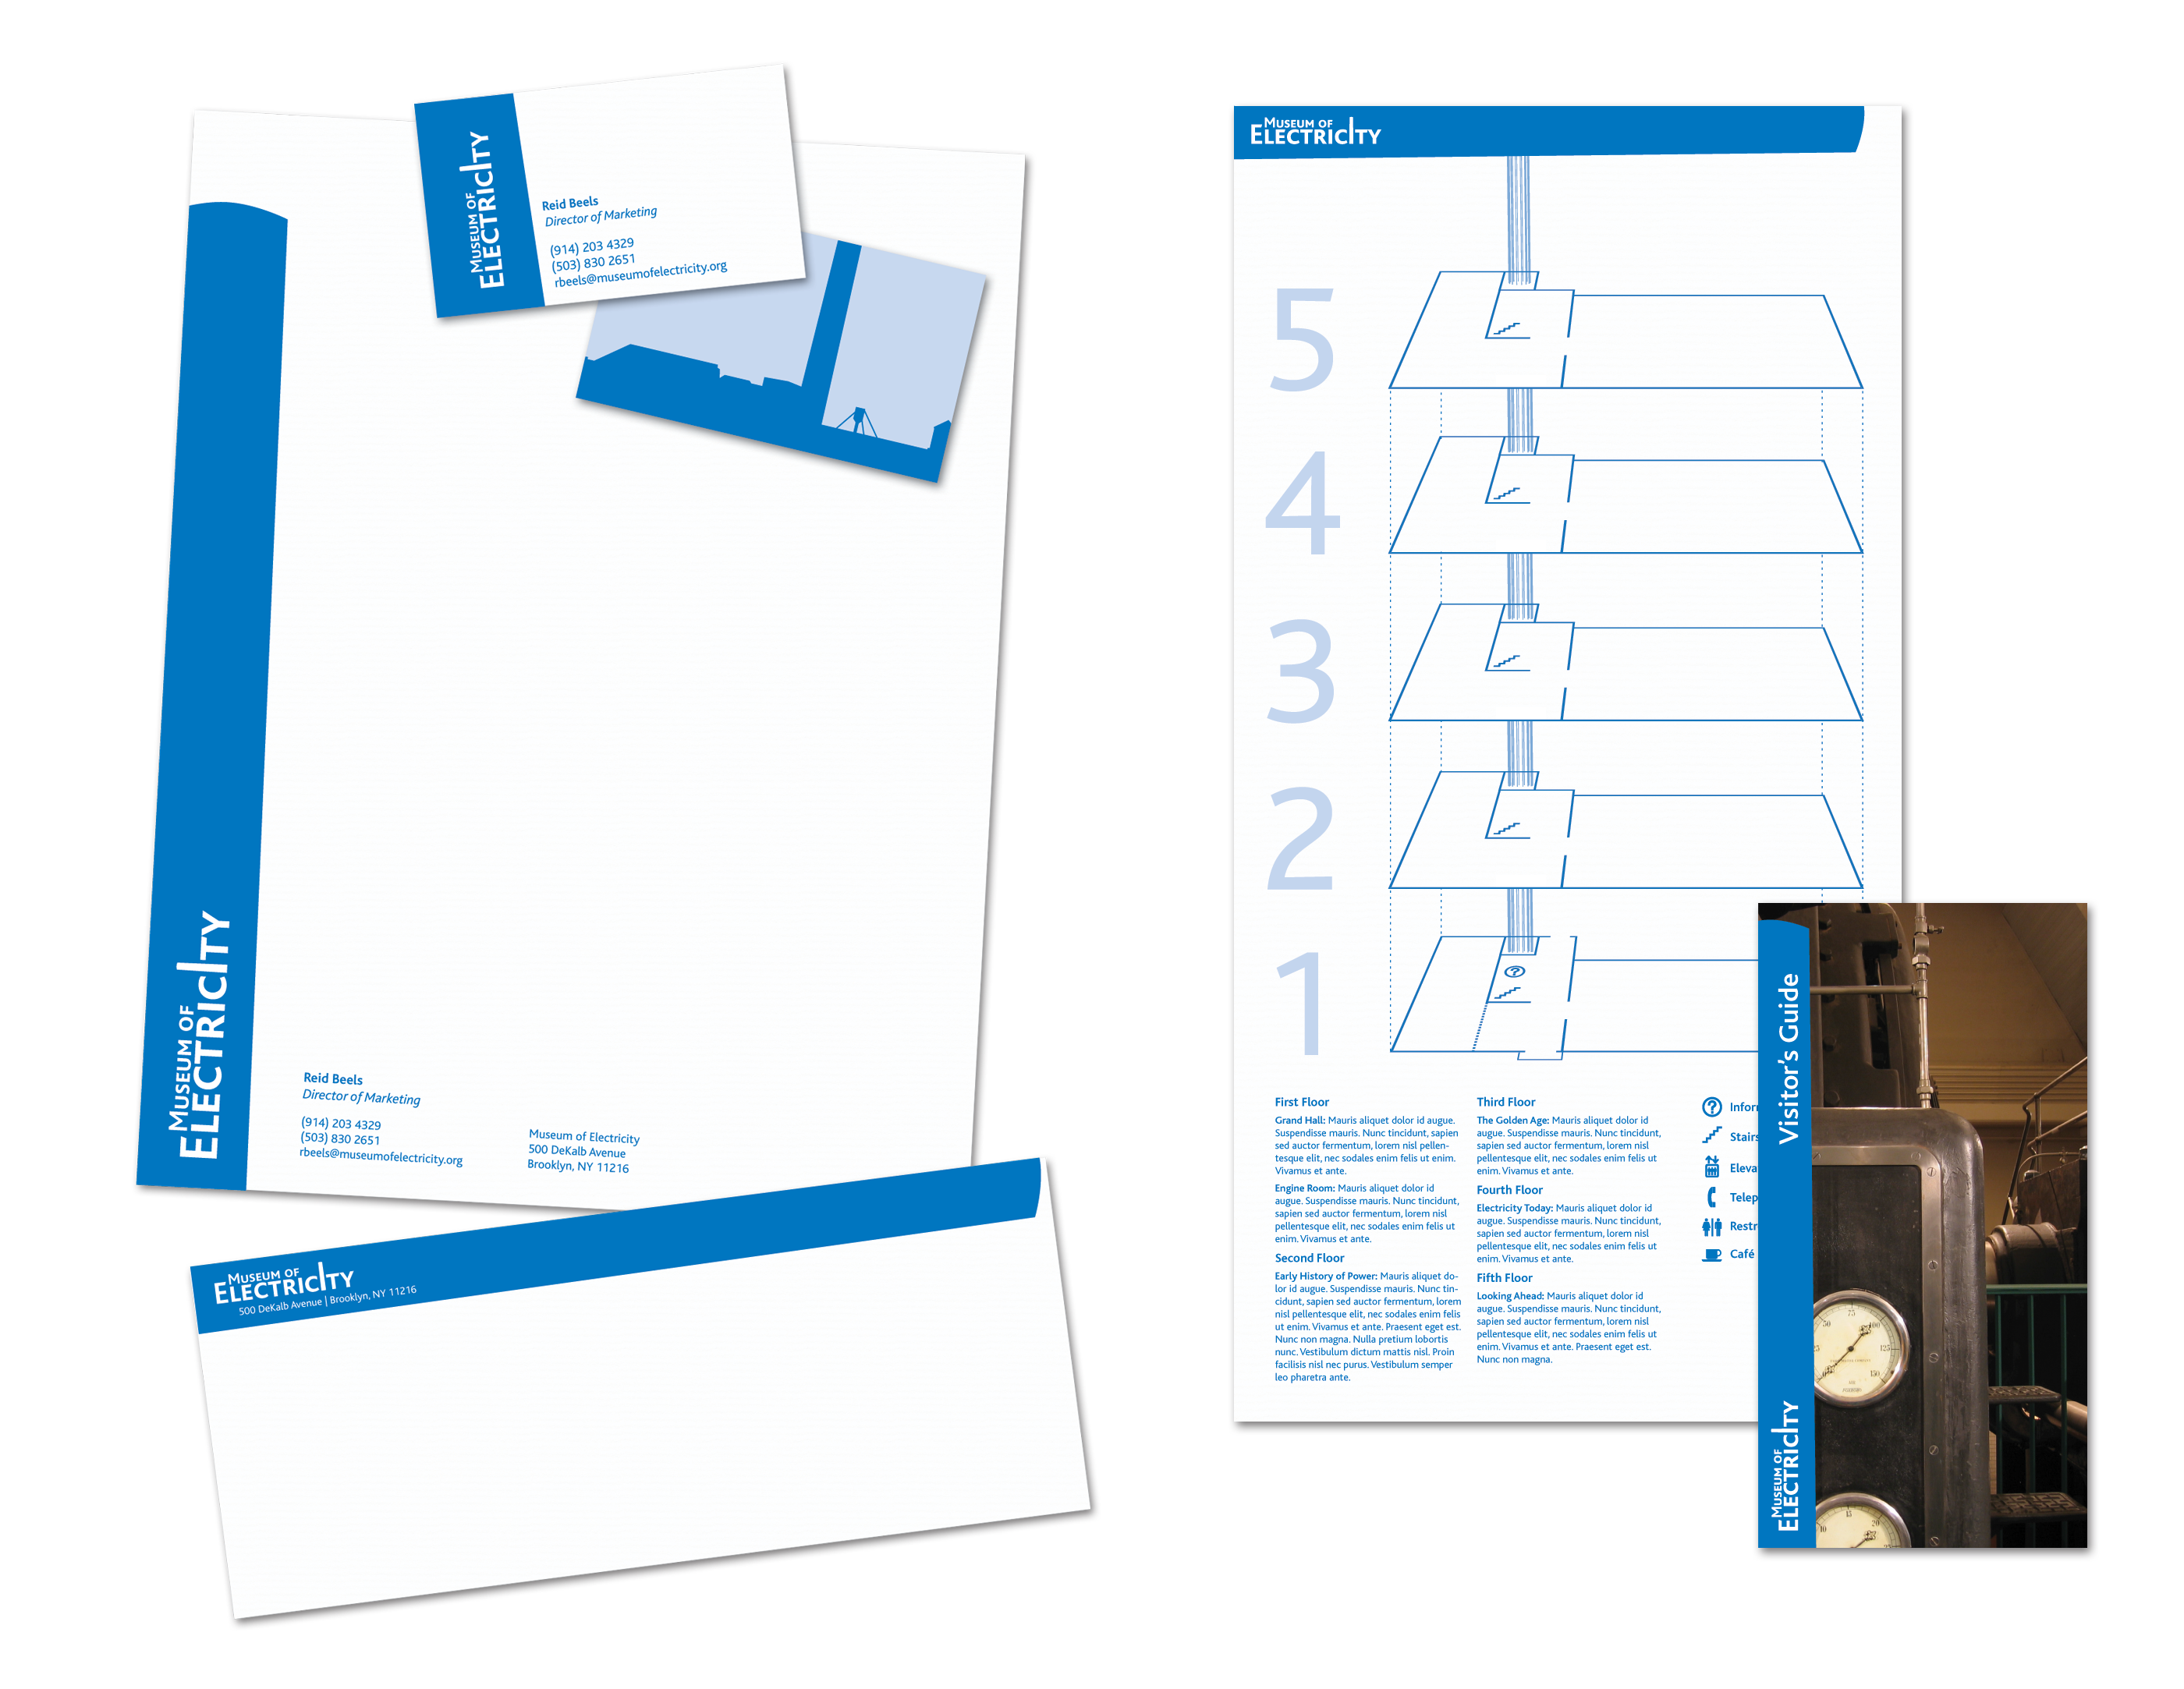 MUSEUM OF
ELECTRICITY
Reid Beels
Director of Marketing
(914) 203 4329
(503) 830 2651
rbeels@museumofelectricity.org
MUSEUM OF
ELECTRICITY
Reid Beels
Director of Marketing
(914) 203 4329
(503) 830 2651
rbeels@museumofelectricity.org
Museum of Electricity
500 DeKalb Avenue
Brooklyn, NY 11216
MUSEUM OF
ELECTRICITY
500 DeKalb Avenue | Brooklyn, NY 11216
MUSEUM OF
ELECTRICITY
5
4
3
2
1
First Floor
Grand Hall: Mauris aliquet dolor id augue.
Suspendisse mauris. Nunc tincidunt, sapien
sed auctor fermentum, lorem nisl pellen-
tesque elit, nec sodales enim felis ut enim.
Vivamus et ante.
Engine Room: Mauris aliquet dolor id
augue. Suspendisse mauris. Nunc tincidunt,
sapien sed auctor fermentum, lorem nisl
pellentesque elit, nec sodales enim felis ut
enim. Vivamus et ante.
Second Floor
Early History of Power: Mauris aliquet do-
lor id augue. Suspendisse mauris. Nunc tin-
cidunt, sapien sed auctor fermentum, lorem
nisl pellentesque elit, nec sodales enim felis
ut enim. Vivamus et ante. Praesent eget est.
Nunc non magna. Nulla pretium lobortis
nunc. Vestibulum dictum mattis nisl. Proin
facilisis nisl nec purus. Vestibulum semper
leo pharetra ante.
Third Floor
The Golden Age: Mauris aliquet dolor id
augue. Suspendisse mauris. Nunc tincidunt,
sapien sed auctor fermentum, lorem nisl
pellentesque elit, nec sodales enim felis ut
enim. Vivamus et ante.
Fourth Floor
Electricity Today: Mauris aliquet dolor id
augue. Suspendisse mauris. Nunc tincidunt,
sapien sed auctor fermentum, lorem nisl
pellentesque elit, nec sodales enim felis ut
enim. Vivamus et ante.
Fifth Floor
Looking Ahead: Mauris aliquet dolor id
augue. Suspendisse mauris. Nunc tincidunt,
sapien sed auctor fermentum, lorem nisl
pellentesque elit, nec sodales enim felis ut
enim. Vivamus et ante. Praesent eget est.
Nunc non magna.
Infor
Stairs
Eleva
Telep
Restr
Café
Visitor's Guide
MUSEUM OF
ELECTRICITY
50 75 100
125
150
15
10 20